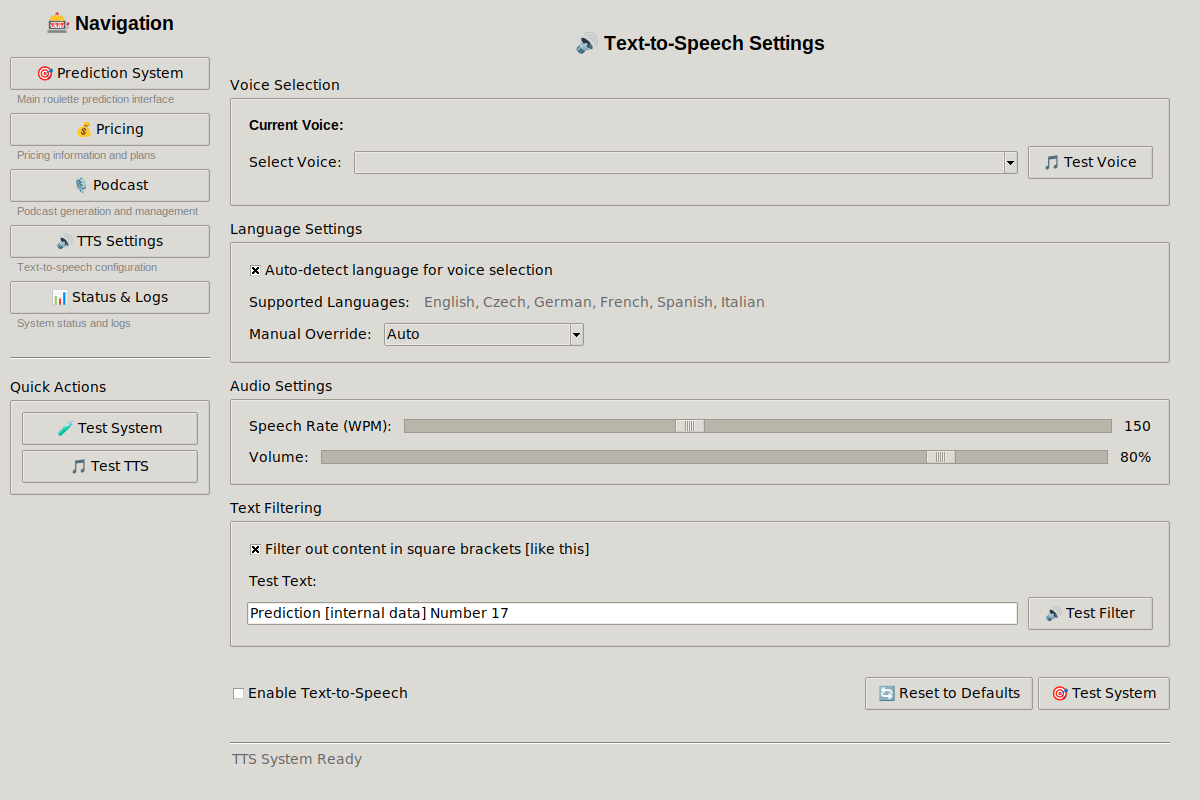 Navigation
Prediction System
Main roulette prediction interface
Pricing
Pricing information and plans
Podcast
Podcast generation and management
TTS Settings
Text-to-speech configuration
Status & Logs
System status and logs
Quick Actions
Test System
Test TTS
Text-to-Speech Settings
Voice Selection
Current Voice:
Select Voice:
Test Voice
Language Settings
Auto-detect language for voice selection
Supported Languages: English, Czech, German, French, Spanish, Italian
Manual Override: Auto
Audio Settings
Speech Rate (WPM): 150
Volume: 80%
Text Filtering
Filter out content in square brackets [like this]
Test Text:
Prediction [internal data] Number 17
Test Filter
Enable Text-to-Speech
Reset to Defaults
Test System
TTS System Ready